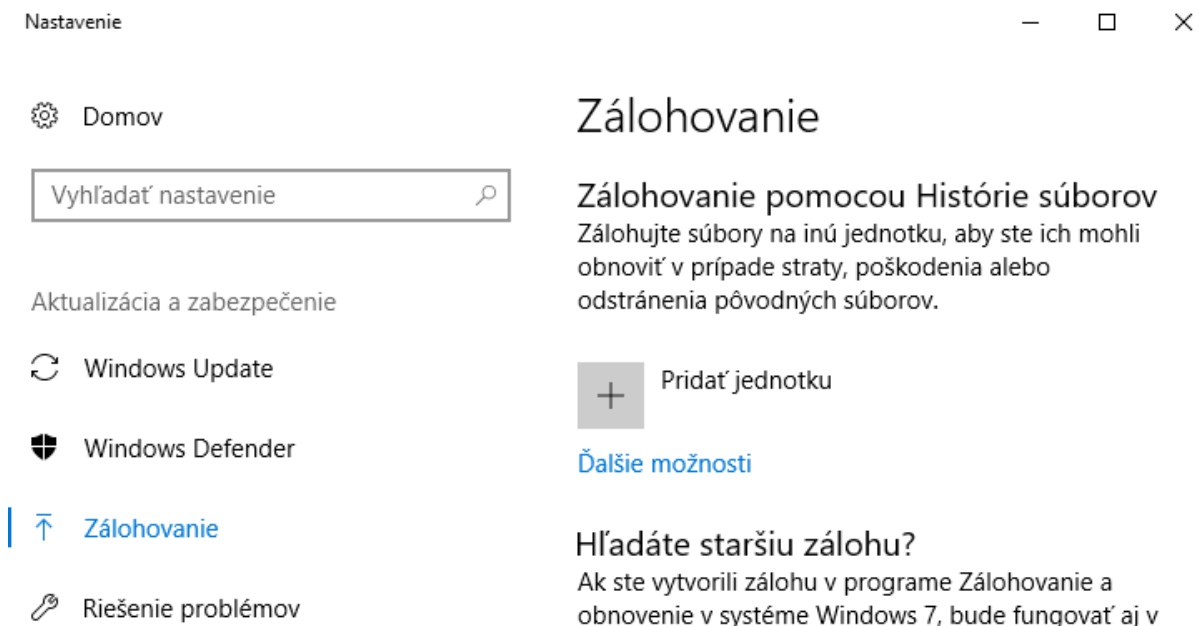 Nastavenie
Domov
Vyhľadať nastavenie
Aktualizácia a zabezpečenie
Windows Update
Windows Defender
Zálohovanie
Riešenie problémov
Zálohovanie
Zálohovanie pomocou Histórie súborov
Zálohujte súbory na inú jednotku, aby ste ich mohli
obnoviť v prípade straty, poškodenia alebo
odstránenia pôvodných súborov.
Pridať jednotku
Ďalšie možnosti
Hľadáte staršiu zálohu?
Ak ste vytvorili zálohu v programe Zálohovanie a
obnovenie v systéme Windows 7, bude fungovať aj v